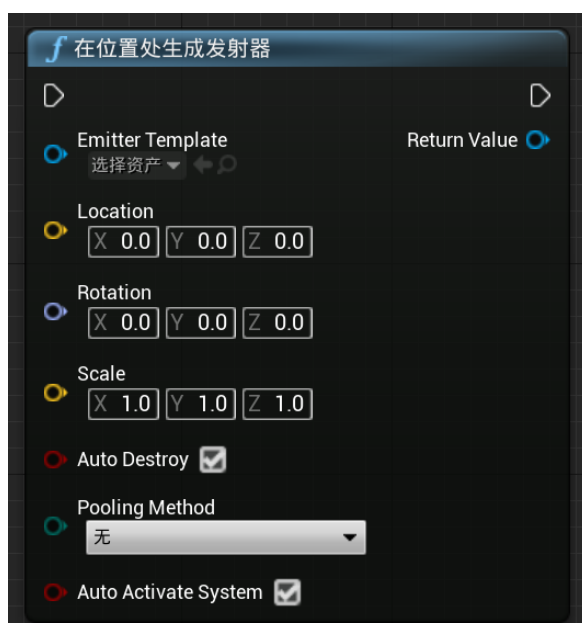 f 在位置处生成发射器
Emitter Template
Return Value
选择资产
Location
X 0.0 Y 0.0 Z 0.0
Rotation
X 0.0 Y 0.0 Z 0.0
Scale
X 1.0 Y 1.0 Z 1.0
Auto Destroy
Pooling Method
无
Auto Activate System